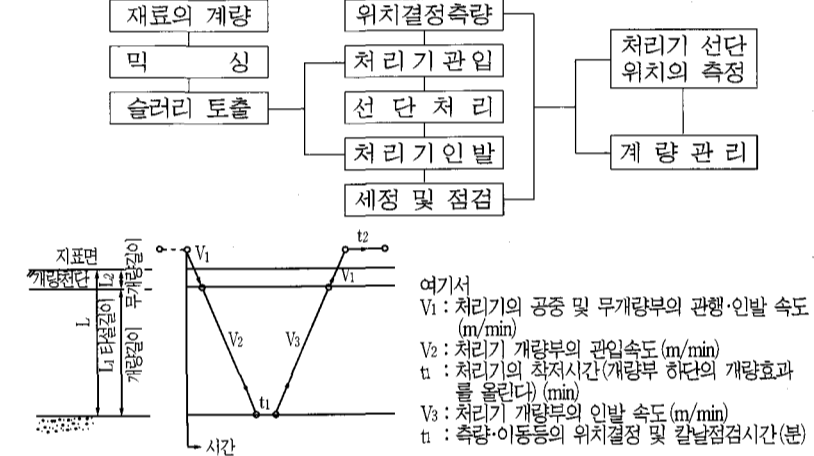 재료의 계량
믹 싱
슬러리 토출
위치결정측량
처리기관입
선 단 처 리
처리기인발
세정 및 점검
처리기 선단
위치의 측정
계 량 관 리
지표면
개량천단
L
L₁ 타설길이
L₂
무개량길이
개량길이
V₁
V₂
t₁
V₃
V₁
t₂
시간
여기서
V₁ : 처리기의 공중 및 무개량부의 관행·인발 속도
(m/min)
V₂ : 처리기 개량부의 관입속도(m/min)
t₁ : 처리기의 착저시간(개량부 하단의 개량효과
를 올린다) (min)
V₃ : 처리기 개량부의 인발 속도(m/min)
t₁ : 측량·이동등의 위치결정 및 칼날점검시간(분)